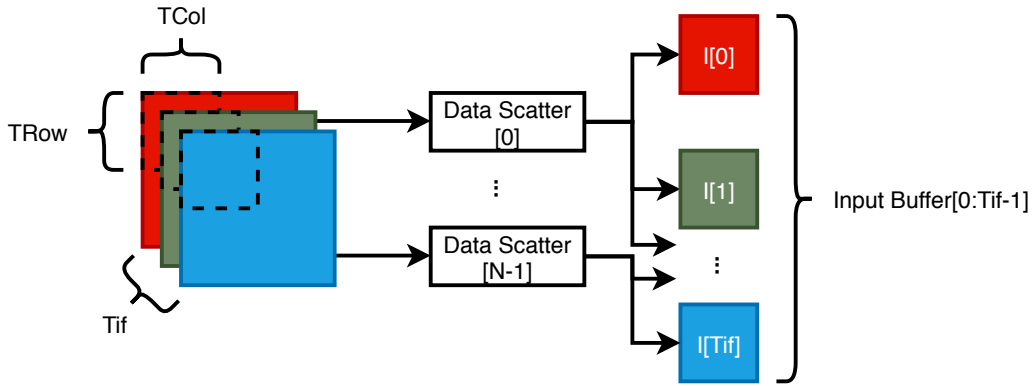 TCol
TRow
Tif
Data Scatter
[0]
...
Data Scatter
[N-1]
I[0]
I[1]
...
I[Tif]
Input Buffer[0:Tif-1]